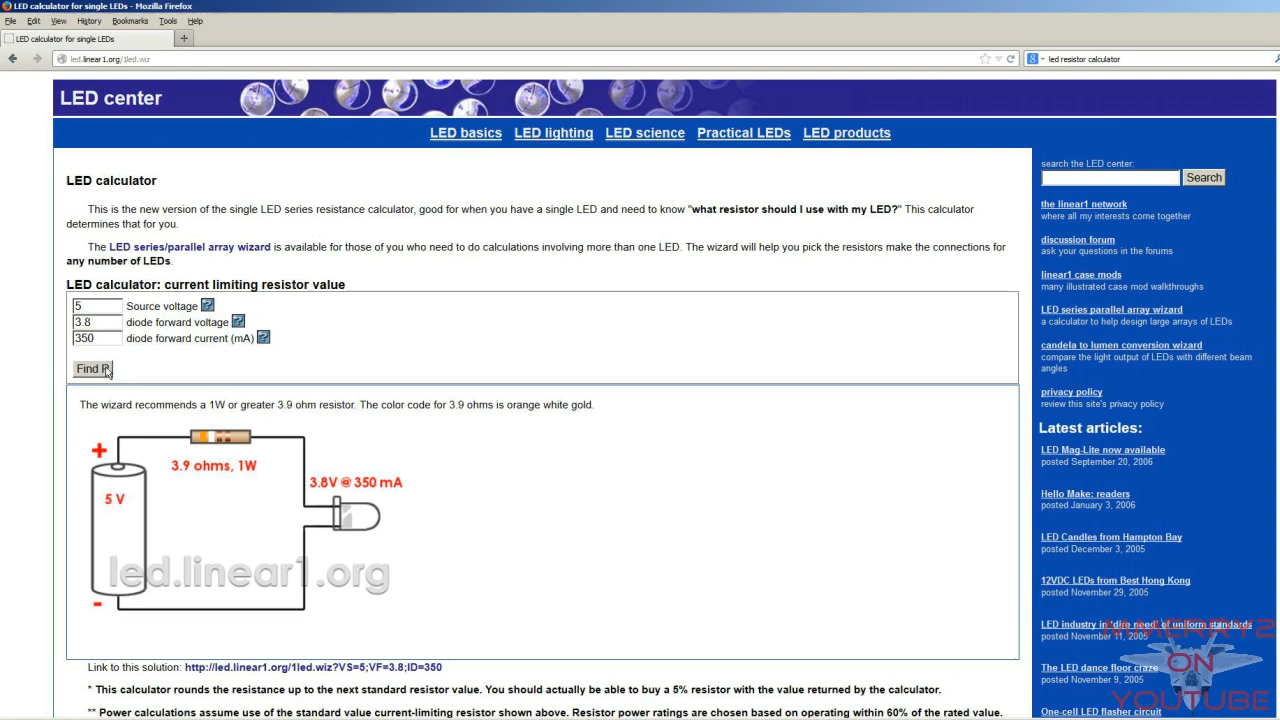 LED calculator for single LEDs - Mozilla Firefox
File Edit View History Bookmarks Tools Help
LED calculator for single LEDs
led.linear1.org/1led.wiz
led resistor calculator
LED center
LED basics LED lighting LED science Practical LEDs LED products
LED calculator
This is the new version of the single LED series resistance calculator, good for when you have a single LED and need to know "what resistor should I use with my LED?" This calculator
determines that for you.
The LED series/parallel array wizard is available for those of you who need to do calculations involving more than one LED. The wizard will help you pick the resistors make the connections for
any number of LEDs.
LED calculator: current limiting resistor value
5 Source voltage ?
3.8 diode forward voltage ?
350 diode forward current (mA) ?
Find R
The wizard recommends a 1W or greater 3.9 ohm resistor. The color code for 3.9 ohms is orange white gold.
+
3.9 ohms, 1W
3.8V @ 350 mA
5 V
led.linear1.org
-
Link to this solution: http://led.linear1.org/1led.wiz?VS=5;VF=3.8;ID=350
* This calculator rounds the resistance up to the next standard resistor value. You should actually be able to buy a 5% resistor with the value returned by the calculator.
** Power calculations assume use of the standard value current-limiting resistor shown above. Resistor power ratings are chosen based on operating within 60% of the rated value.
search the LED center:
Search
the linear1 network
where all my interests come together
discussion forum
ask your questions in the forums
linear1 case mods
many illustrated case mod walkthroughs
LED series parallel array wizard
a calculator to help design large arrays of LEDs
candela to lumen conversion wizard
compare the light output of LEDs with different beam
angles
privacy policy
review this site's privacy policy
Latest articles:
LED Mag-Lite now available
posted September 20, 2006
Hello Make: readers
posted January 3, 2006
LED Candles from Hampton Bay
posted December 3, 2005
12VDC LEDs from Best Hong Kong
posted November 29, 2005
LED industry in 'dire need' of uniform standards
posted November 11, 2005
The LED dance floor craze
posted November 9, 2005
One-cell LED flasher circuit
NMERRY2
ON
YOUTUBE